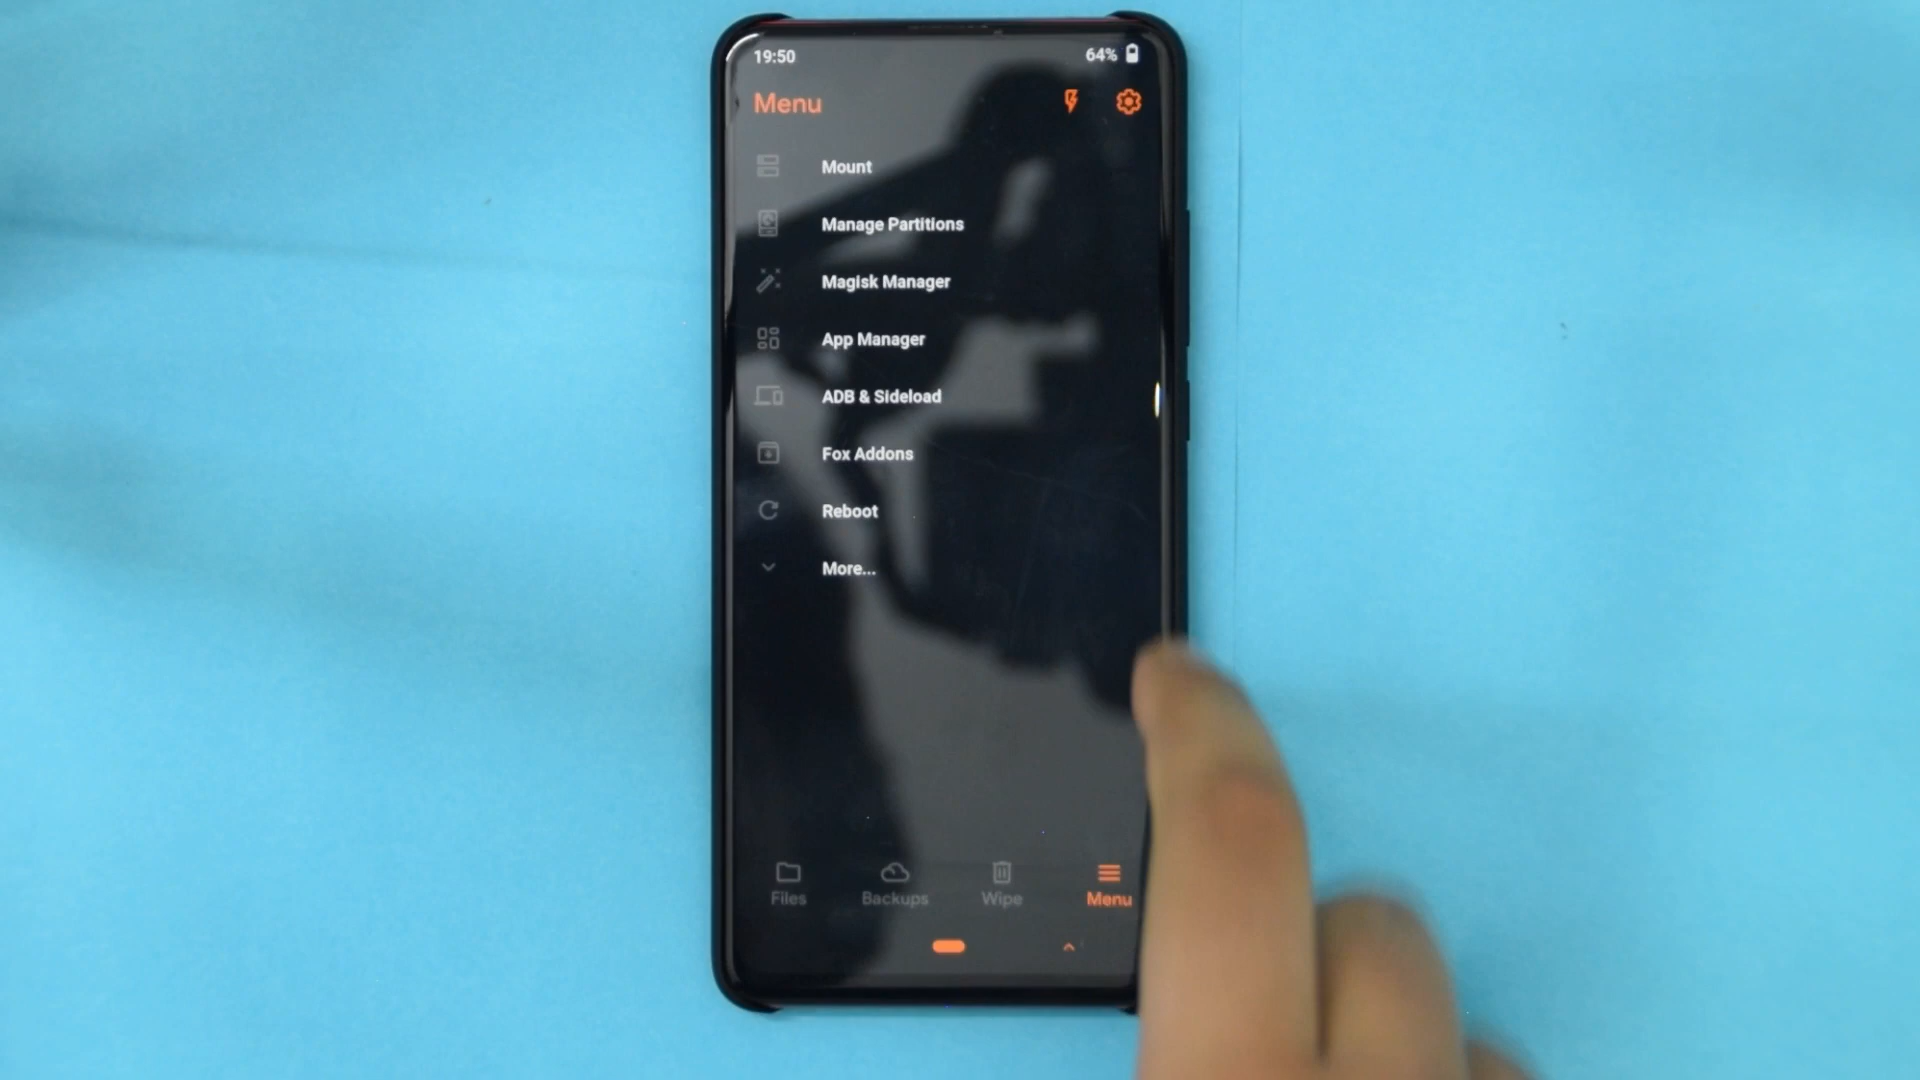 19:50 64%
Menu
Mount
Manage Partitions
Magisk Manager
App Manager
ADB & Sideload
Fox Addons
Reboot
More...
Files Backups Wipe Menu